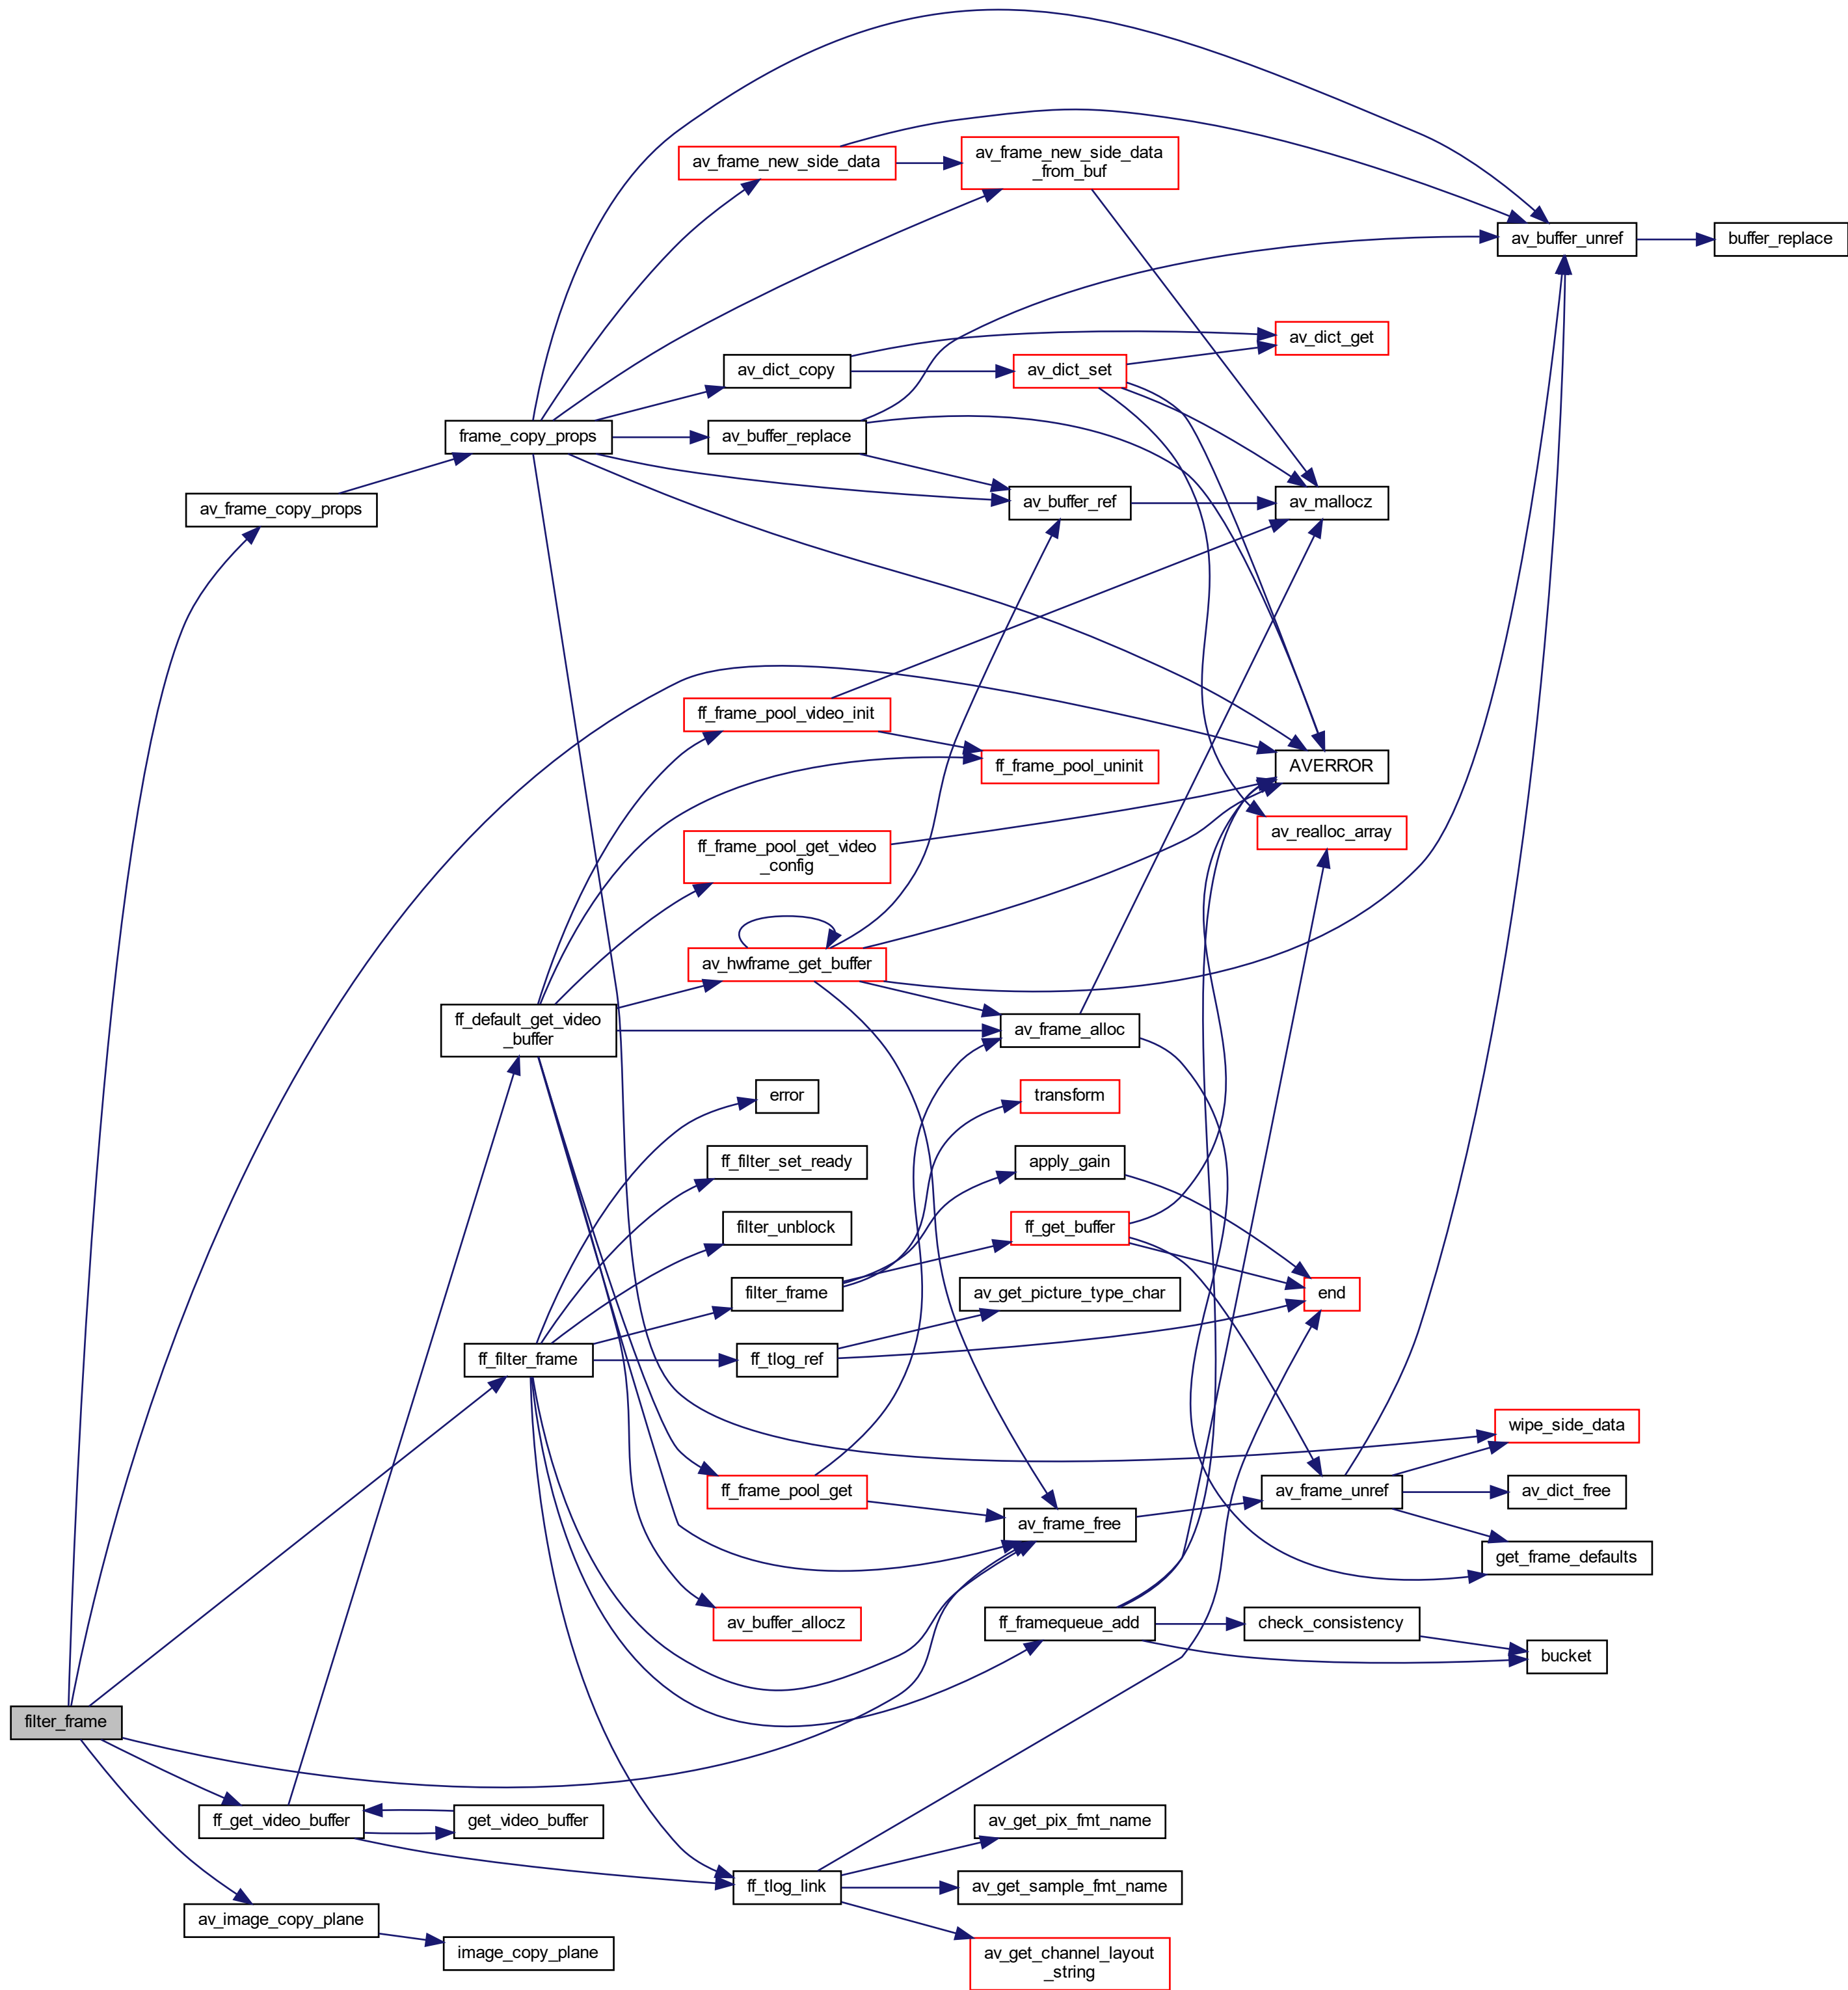 av_frame_new_side_data
av_frame_new_side_data
_from_buf
av_buffer_unref
buffer_replace
av_dict_get
av_dict_copy
av_dict_set
frame_copy_props
av_buffer_replace
av_frame_copy_props
av_buffer_ref
av_mallocz
ff_frame_pool_video_init
ff_frame_pool_uninit
AVERROR
av_realloc_array
ff_frame_pool_get_video
_config
av_hwframe_get_buffer
ff_default_get_video
_buffer
av_frame_alloc
error
transform
ff_filter_set_ready
apply_gain
filter_unblock
ff_get_buffer
filter_frame
av_get_picture_type_char
end
ff_filter_frame
ff_tlog_ref
wipe_side_data
ff_frame_pool_get
av_frame_unref
av_dict_free
av_frame_free
get_frame_defaults
av_buffer_allocz
ff_framequeue_add
check_consistency
bucket
filter_frame
ff_get_video_buffer
get_video_buffer
av_get_pix_fmt_name
ff_tlog_link
av_get_sample_fmt_name
av_image_copy_plane
image_copy_plane
av_get_channel_layout
_string